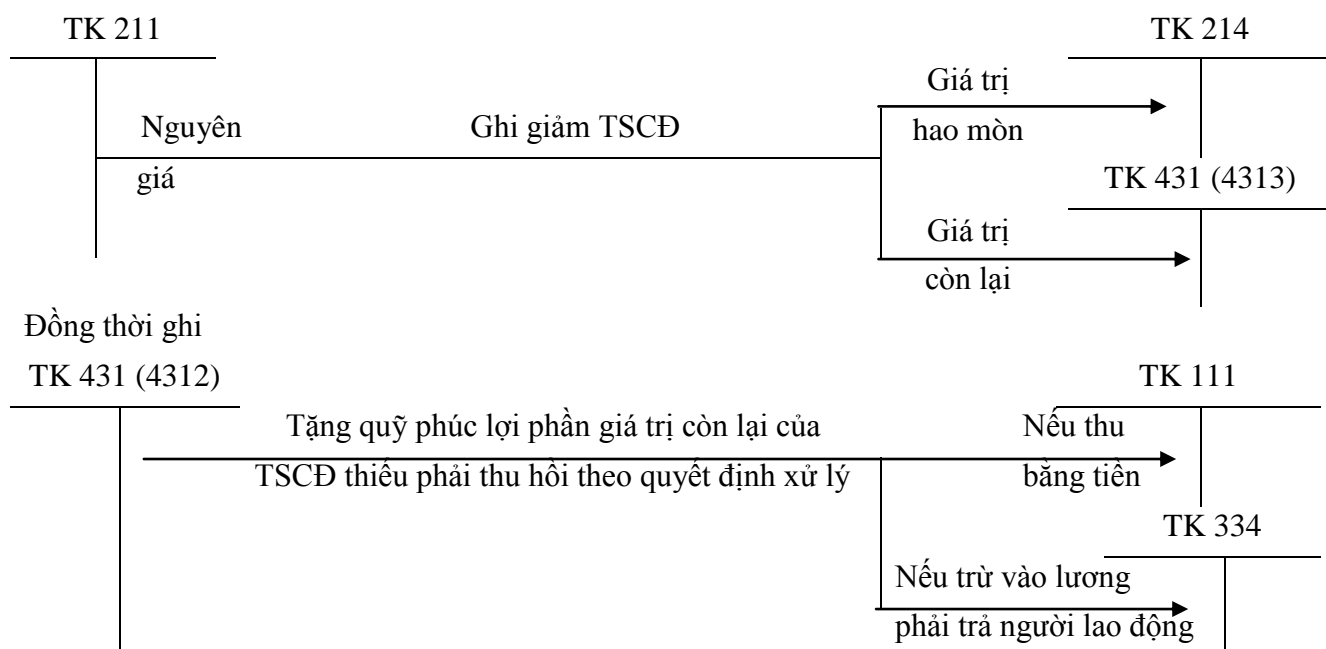 TK 211
TK 214
Giá trị
Nguyên
Ghi giảm TSCĐ
hao mòn
giá
TK 431 (4313)
Giá trị
còn lại
Đồng thời ghi
TK 431 (4312)
TK 111
Tặng quỹ phúc lợi phần giá trị còn lại của
Nếu thu
TSCĐ thiếu phải thu hồi theo quyết định xử lý
bằng tiền
TK 334
Nếu trừ vào lương
phải trả người lao động